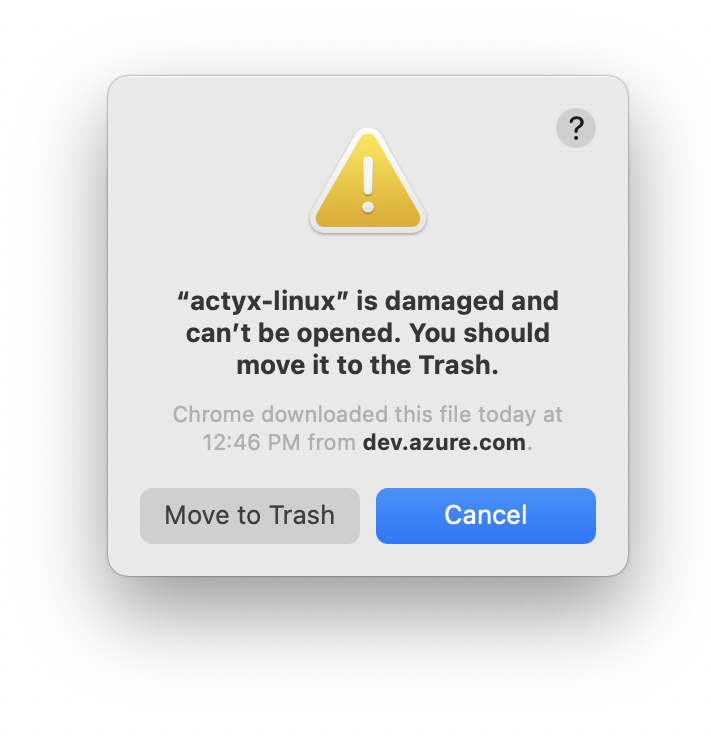 ?
“actyx-linux” is damaged and
can’t be opened. You should
move it to the Trash.
Chrome downloaded this file today at
12:46 PM from dev.azure.com.
Move to Trash
Cancel